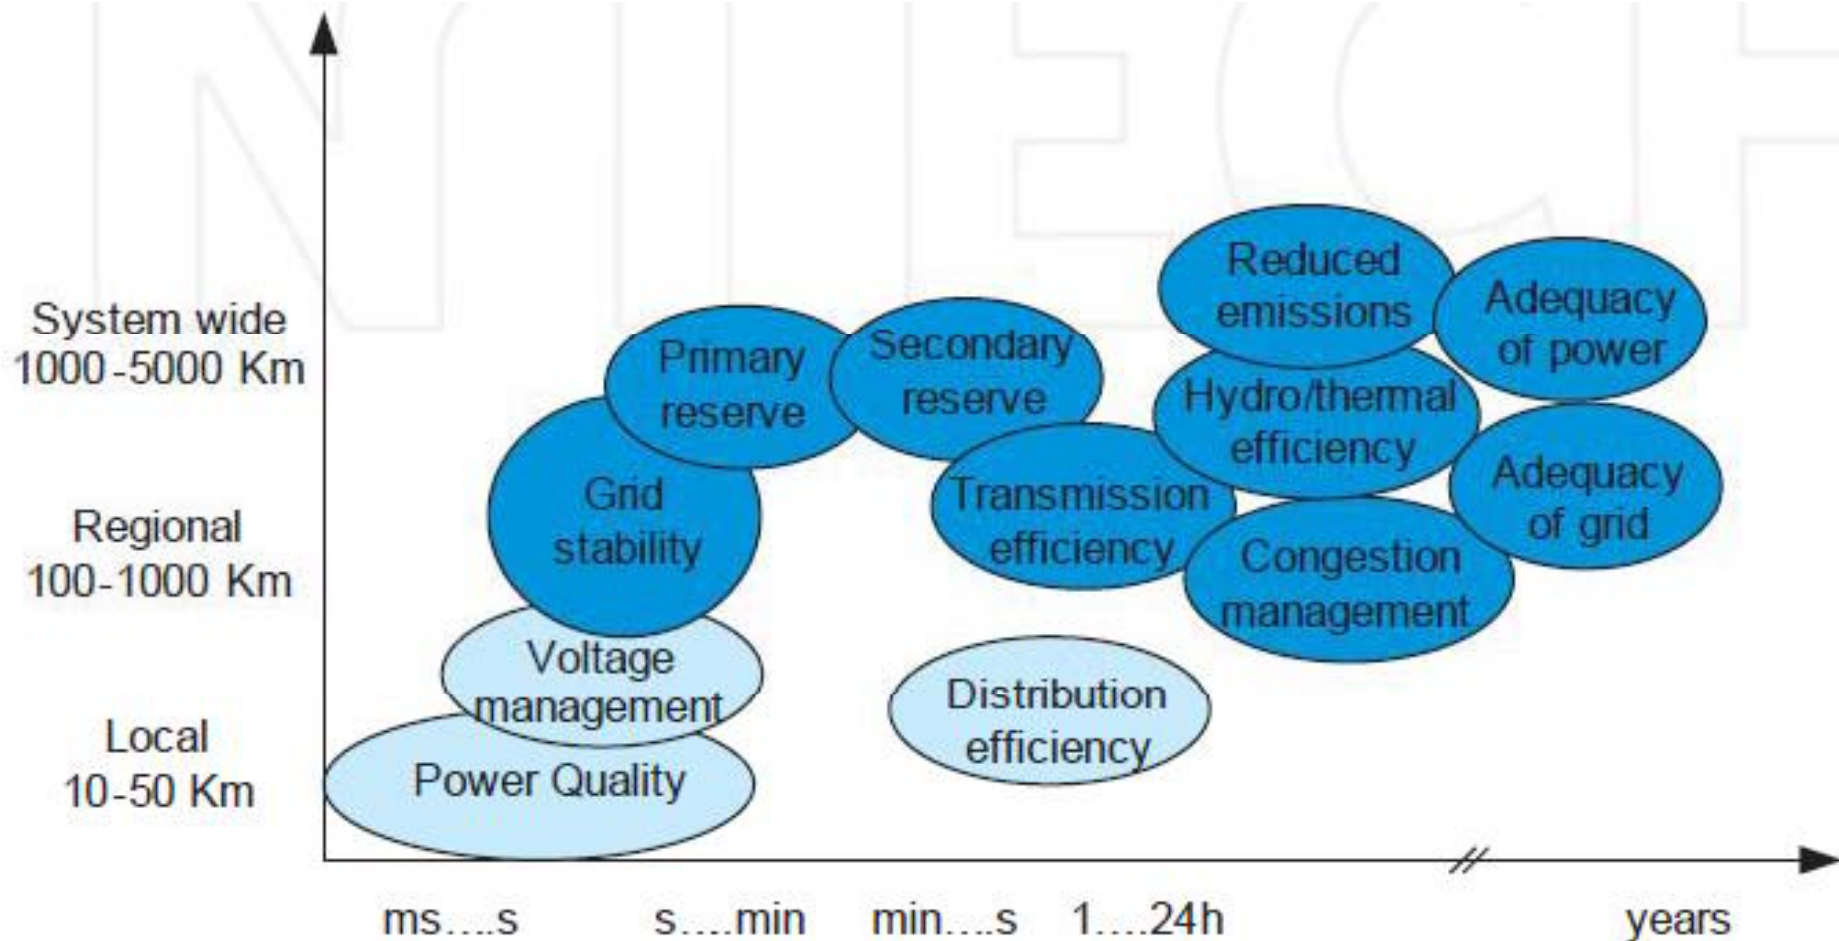 System wide
1000-5000 Km
Regional
100-1000 Km
Local
10-50 Km
Reduced
emissions
Adequacy
of power
Primary
reserve
Secondary
reserve
Hydro/thermal
efficiency
Grid
stability
Transmission
efficiency
Adequacy
of grid
Congestion
management
Voltage
management
Distribution
efficiency
Power Quality
ms....s
s....min
min....s
1....24h
years